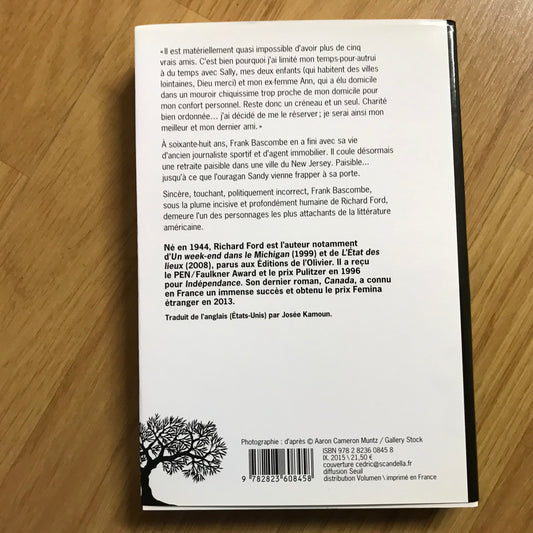 « Il est matériellement quasi impossible d'avoir plus de cinq
vrais amis. C'est bien pourquoi j'ai limité mon temps-pour-autrui
à du temps avec Sally, mes deux enfants (qui habitent des villes
lointaines, Dieu merci) et mon ex-femme Ann, qui a élu domicile
dans un mouroir chiquissime trop proche de mon domicile pour
mon confort personnel. Reste donc un créneau et un seul. Charité
bien ordonnée... j'ai décidé de me le réserver ; je serai ainsi mon
meilleur et mon dernier ami. »
À soixante-huit ans, Frank Bascombe en a fini avec sa vie
d'ancien journaliste sportif et d'agent immobilier. Il coule désormais
une retraite paisible dans une ville du New Jersey. Paisible...
jusqu'à ce que l'ouragan Sandy vienne frapper à sa porte.
Sincère, touchant, politiquement incorrect, Frank Bascombe,
sous la plume incisive et profondément humaine de Richard Ford,
demeure l'un des personnages les plus attachants de la littérature
américaine.
Né en 1944, Richard Ford est l'auteur notamment
d'Un week-end dans le Michigan (1999) et de L'État des
lieux (2008), parus aux Éditions de l'Olivier. Il a reçu
le PEN/Faulkner Award et le prix Pulitzer en 1996
pour Indépendance. Son dernier roman, Canada, a connu
en France un immense succès et obtenu le prix Femina
étranger en 2013.
Traduit de l'anglais (États-Unis) par Josée Kamoun.
Photographie : d'après © Aaron Cameron Muntz / Gallery Stock
ISBN 978 2 8236 0845 8
IX. 2015 \ 21,50 €
couverture cedric@scandella.fr
diffusion Seuil
distribution Volumen \ imprimé en France
9 782823 608458